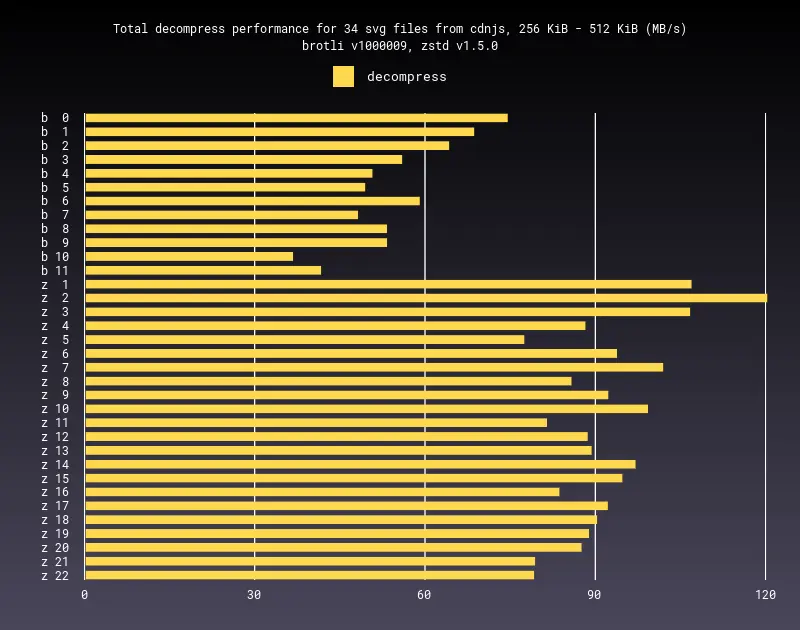 Total decompress performance for 34 svg files from cdnjs, 256 KiB - 512 KiB (MB/s)
brotli v1000009, zstd v1.5.0
decompress
b  0
b  1
b  2
b  3
b  4
b  5
b  6
b  7
b  8
b  9
b 10
b 11
z  1
z  2
z  3
z  4
z  5
z  6
z  7
z  8
z  9
z 10
z 11
z 12
z 13
z 14
z 15
z 16
z 17
z 18
z 19
z 20
z 21
z 22
0 30 60 90 120